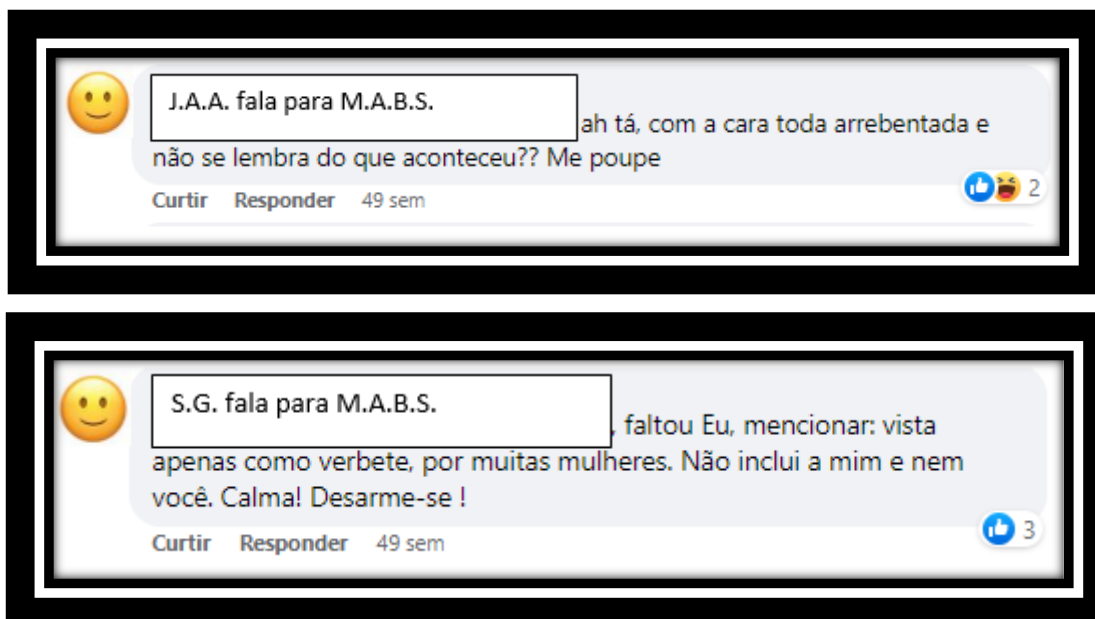 J.A.A. fala para M.A.B.S.
ah tá, com a cara toda arrebentada e
não se lembra do que aconteceu?? Me poupe
Curtir Responder 49 sem
2
S.G. fala para M.A.B.S.
, faltou Eu, mencionar: vista
apenas como verbete, por muitas mulheres. Não inclui a mim e nem
você. Calma! Desarme-se !
Curtir Responder 49 sem
3